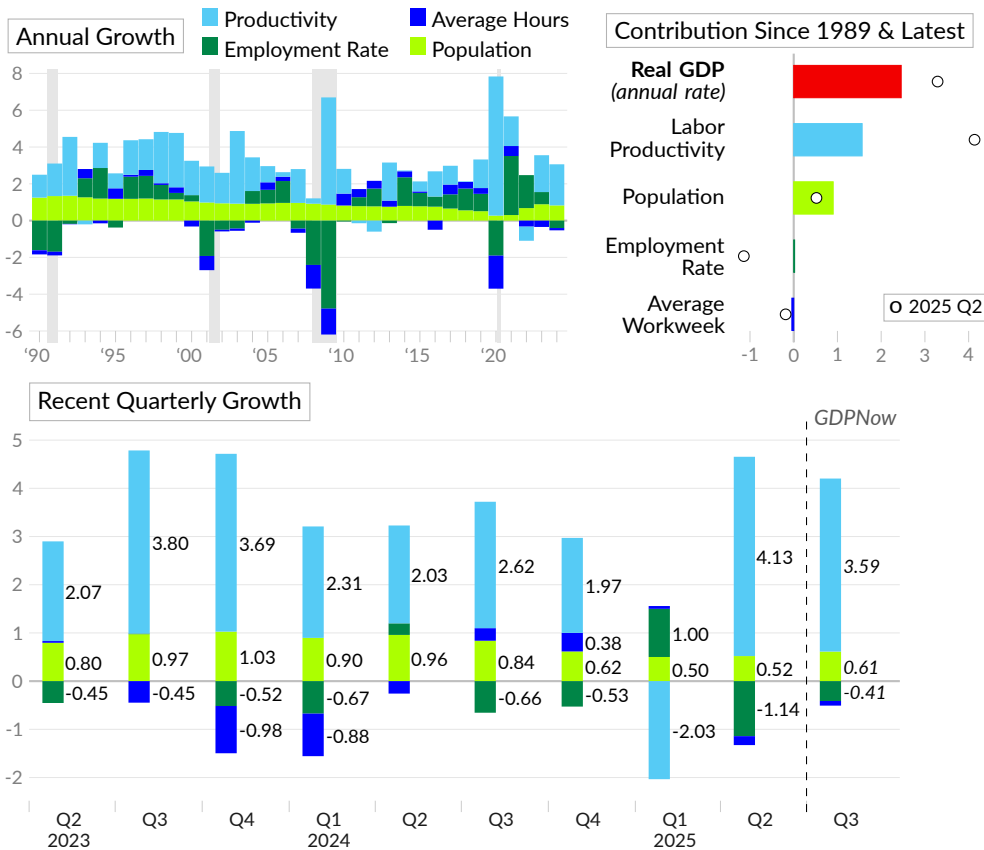 Annual Growth
Productivity
Average Hours
Employment Rate
Population
8
6
4
2
0
-2
-4
-6
'90
'95
'00
'05
'10
'15
'20
Contribution Since 1989 & Latest
Real GDP
(annual rate)
Labor
Productivity
Population
Employment
Rate
Average
Workweek
2025 Q2
-1
0
1
2
3
4
Recent Quarterly Growth
GDPNow
5
4
3
2
1
0
-1
-2
2.07
0.80
-0.45
3.80
0.97
-0.45
3.69
1.03
-0.52
-0.98
2.31
0.90
-0.67
-0.88
2.03
0.96
2.62
0.84
-0.66
1.97
0.38
0.62
-0.53
1.00
0.50
-2.03
4.13
0.52
-1.14
3.59
0.61
-0.41
Q2
2023
Q3
Q4
Q1
2024
Q2
Q3
Q4
Q1
2025
Q2
Q3